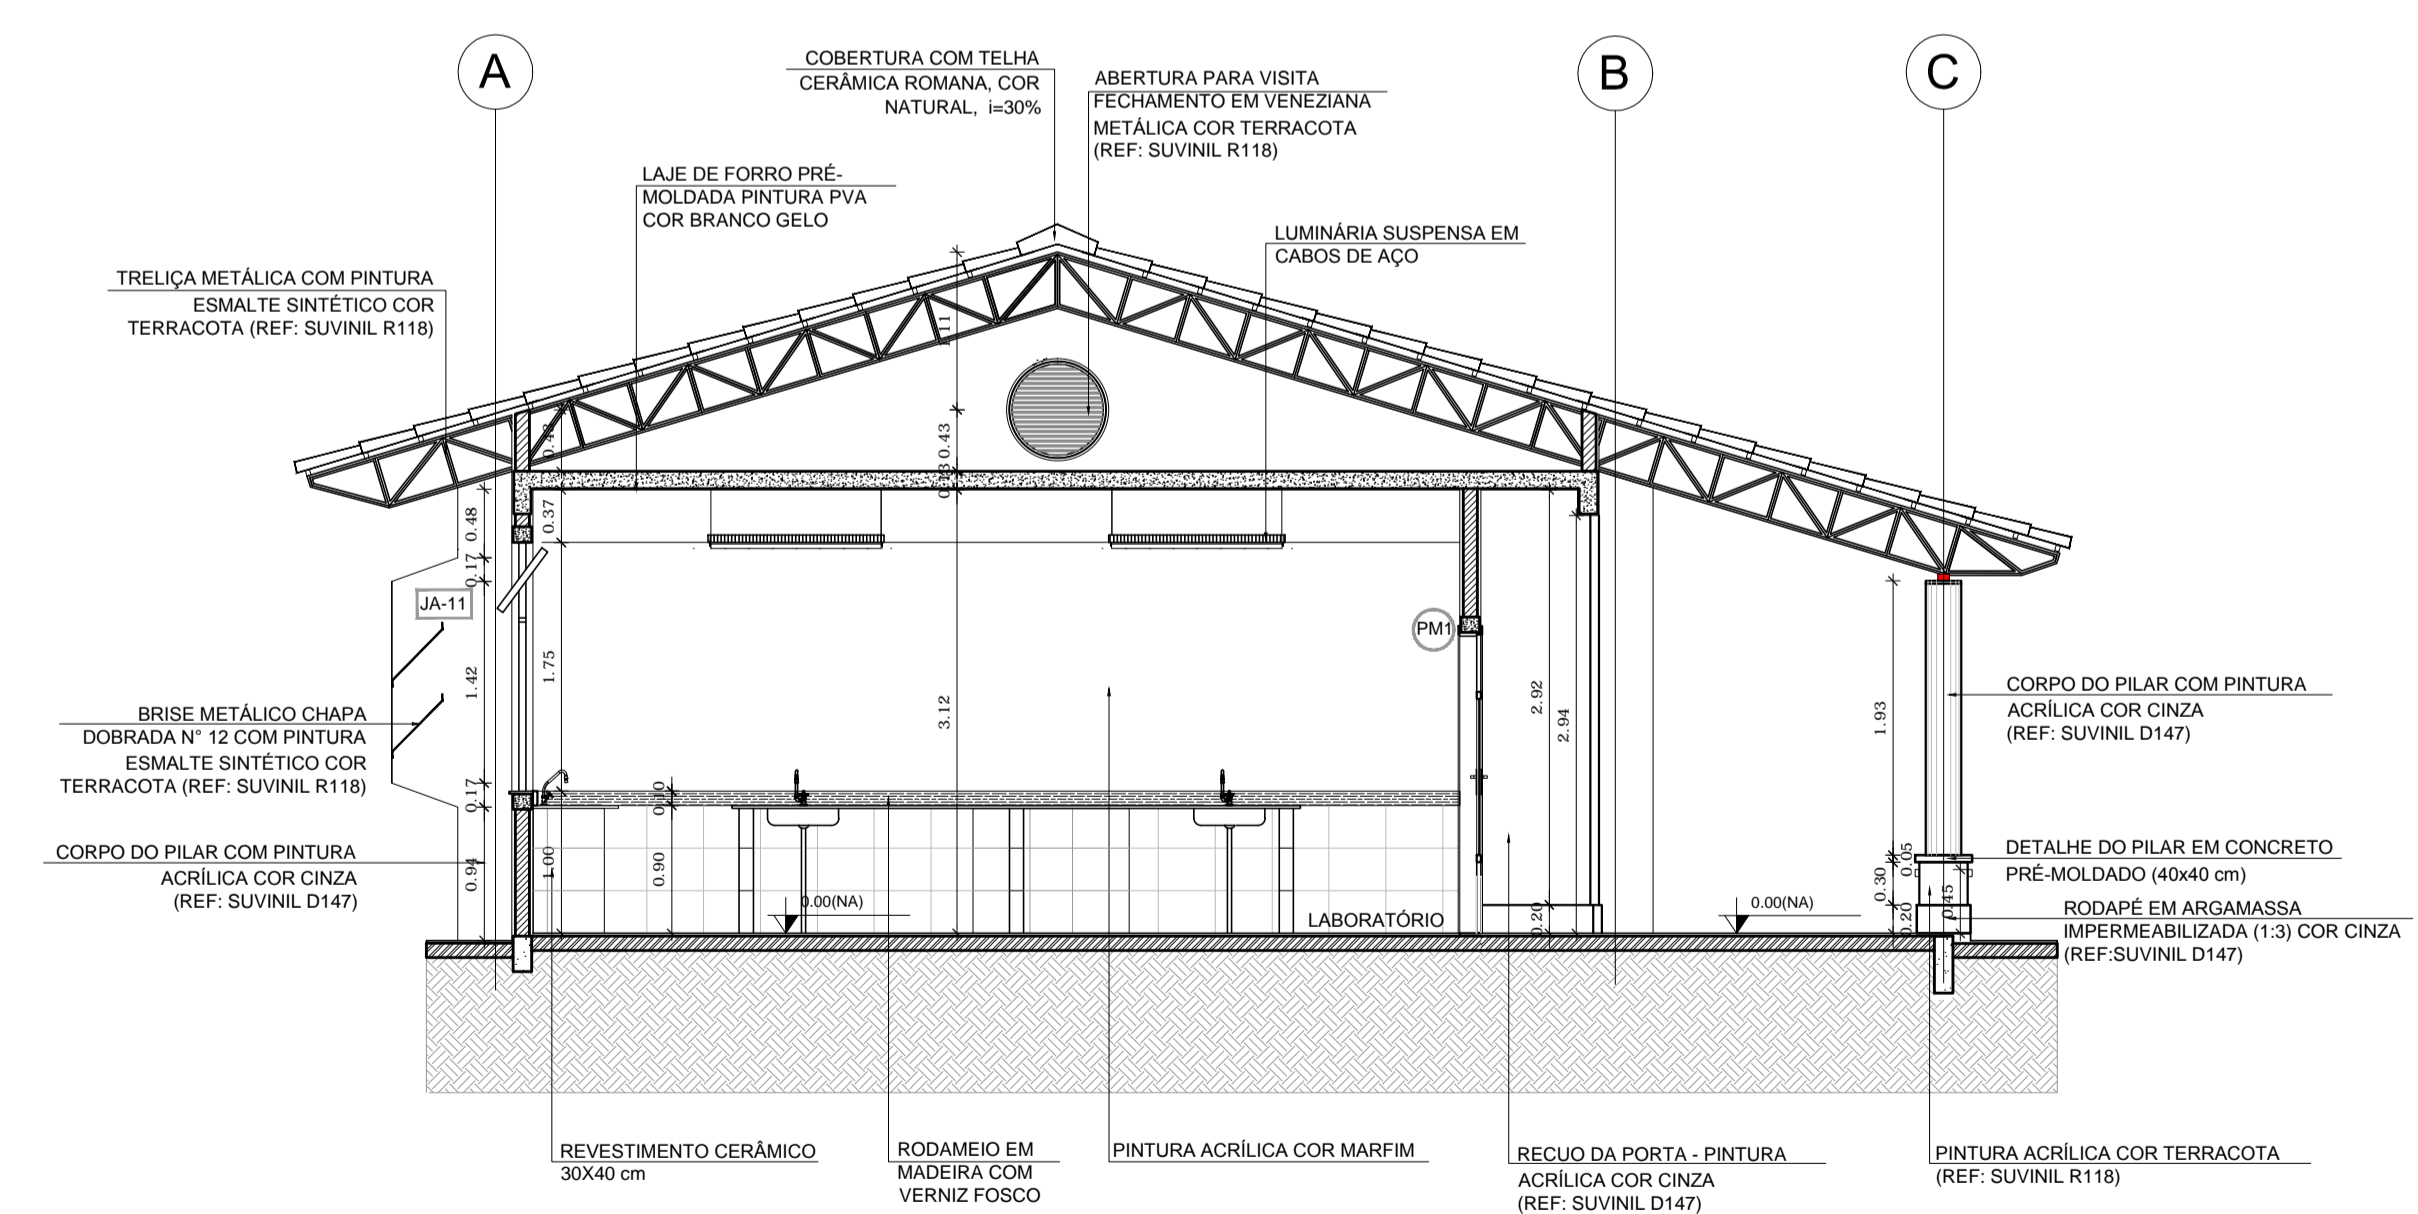 A
B
C
COBERTURA COM TELHA
CERÂMICA ROMANA, COR
NATURAL, i=30%
ABERTURA PARA VISITA
FECHAMENTO EM VENEZIANA
METÁLICA COR TERRACOTA
(REF: SUVINIL R118)
LAJE DE FORRO PRÉ-
MOLDADA PINTURA PVA
COR BRANCO GELO
LUMINÁRIA SUSPENSA EM
CABOS DE AÇO
TRELIÇA METÁLICA COM PINTURA
ESMALTE SINTÉTICO COR
TERRACOTA (REF: SUVINIL R118)
0.43
0.13
0.48
0.37
0.17
JA-11
PM1
1.42
1.75
3.12
2.92
2.94
1.93
BRISE METÁLICO CHAPA
DOBRADA N° 12 COM PINTURA
ESMALTE SINTÉTICO COR
TERRACOTA (REF: SUVINIL R118)
CORPO DO PILAR COM PINTURA
ACRÍLICA COR CINZA
(REF: SUVINIL D147)
0.17
0.10
CORPO DO PILAR COM PINTURA
ACRÍLICA COR CINZA
(REF: SUVINIL D147)
0.94
1.00
0.90
0.00(NA)
LABORATÓRIO
0.20
0.00(NA)
0.05
0.30
0.45
0.20
DETALHE DO PILAR EM CONCRETO
PRÉ-MOLDADO (40x40 cm)
RODAPÉ EM ARGAMASSA
IMPERMEABILIZADA (1:3) COR CINZA
(REF:SUVINIL D147)
REVESTIMENTO CERÂMICO
30X40 cm
RODAMEIO EM
MADEIRA COM
VERNIZ FOSCO
PINTURA ACRÍLICA COR MARFIM
RECUO DA PORTA - PINTURA
ACRÍLICA COR CINZA
(REF: SUVINIL D147)
PINTURA ACRÍLICA COR TERRACOTA
(REF: SUVINIL R118)